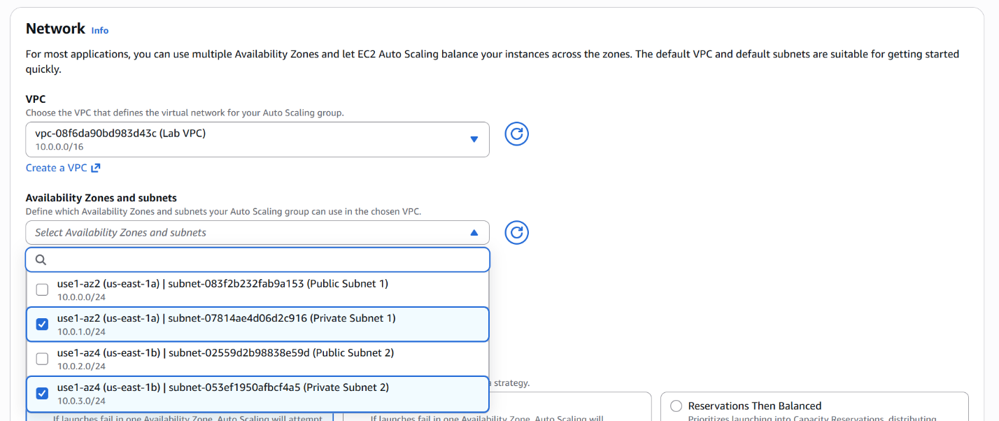 Network Info
For most applications, you can use multiple Availability Zones and let EC2 Auto Scaling balance your instances across the zones. The default VPC and default subnets are suitable for getting started
quickly.
VPC
Choose the VPC that defines the virtual network for your Auto Scaling group.
vpc-08f6da90bd983d43c (Lab VPC)
10.0.0.0/16
Create a VPC
Availability Zones and subnets
Define which Availability Zones and subnets your Auto Scaling group can use in the chosen VPC.
Select Availability Zones and subnets
use1-az2 (us-east-1a) | subnet-083f2b232fab9a153 (Public Subnet 1)
10.0.0.0/24
use1-az2 (us-east-1a) | subnet-07814ae4d06d2c916 (Private Subnet 1)
10.0.1.0/24
use1-az4 (us-east-1b) | subnet-02559d2b98838e59d (Public Subnet 2)
10.0.2.0/24
use1-az4 (us-east-1b) | subnet-053ef1950afbcf4a5 (Private Subnet 2)
10.0.3.0/24
strategy.
Reservations Then Balanced
If launches fail in one Availability Zone, Auto Scaling will attempt
If launches fail in one Availability Zone, Auto Scaling will
Prioritizes launching into Capacity Reservations, distributing